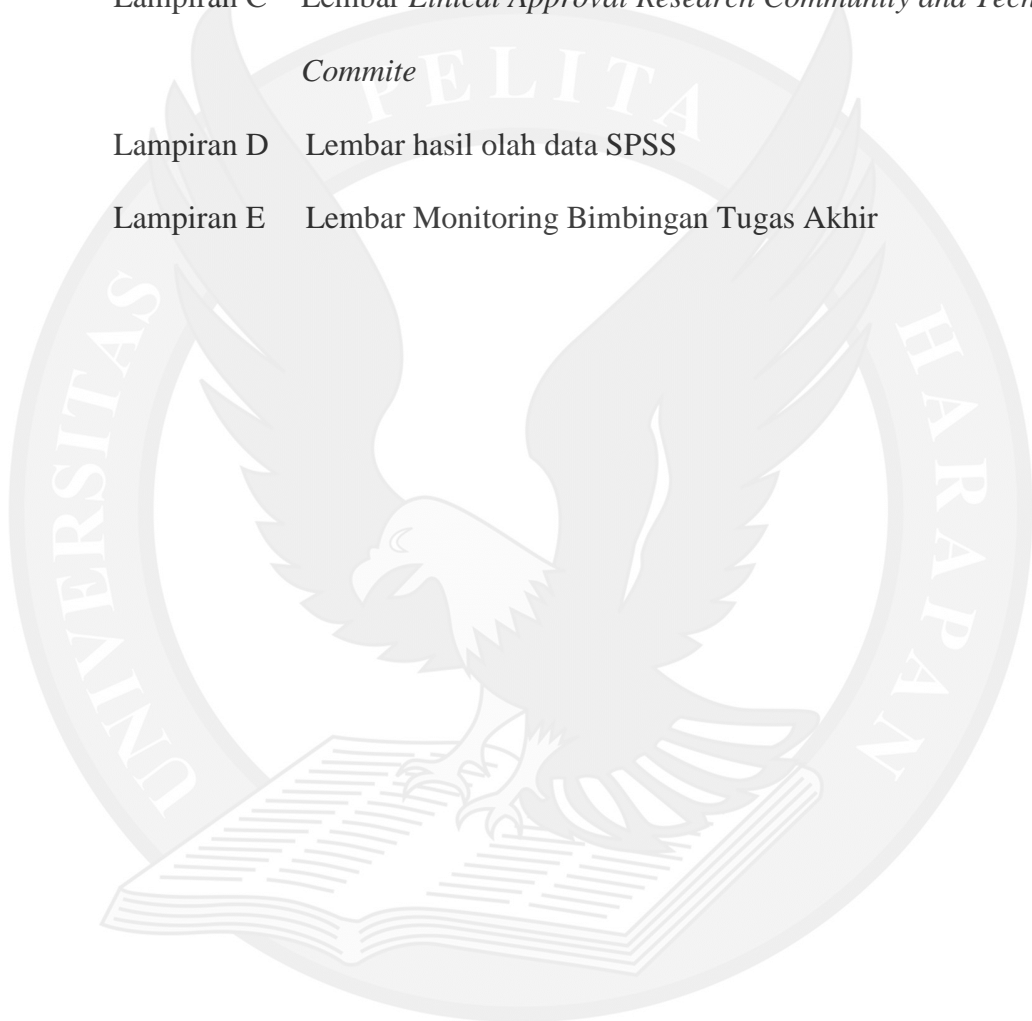 Lampiran C Lembar Ethical Approval Research Community and
Commite
Lampiran D Lembar hasil olah data SPSS
Lampiran E Lembar Monitoring Bimbingan Tugas Akhir
UNIVERSITAS PELITA HARAPAN